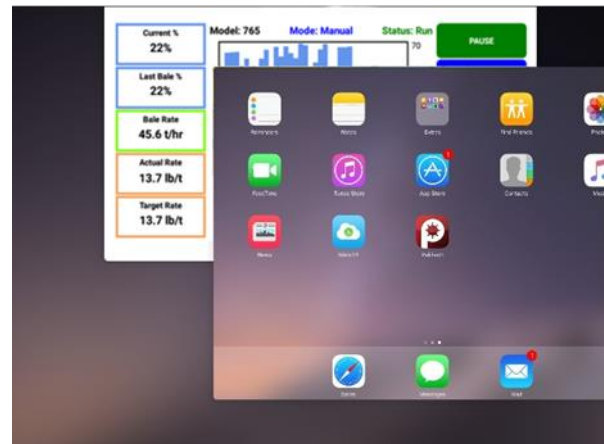 Current %
22%
Last Bale %
22%
Bale Rate
45.6 t/hr
Actual Rate
13.7 lb/t
Target Rate
13.7 lb/t
Model: 765
Mode: Manual
Status: Run
70
PAUSE
Reminders
Notes
Extras
Find Friends
FaceTime
iTunes Store
App Store
1
Contacts
News
Messages
Mail
1